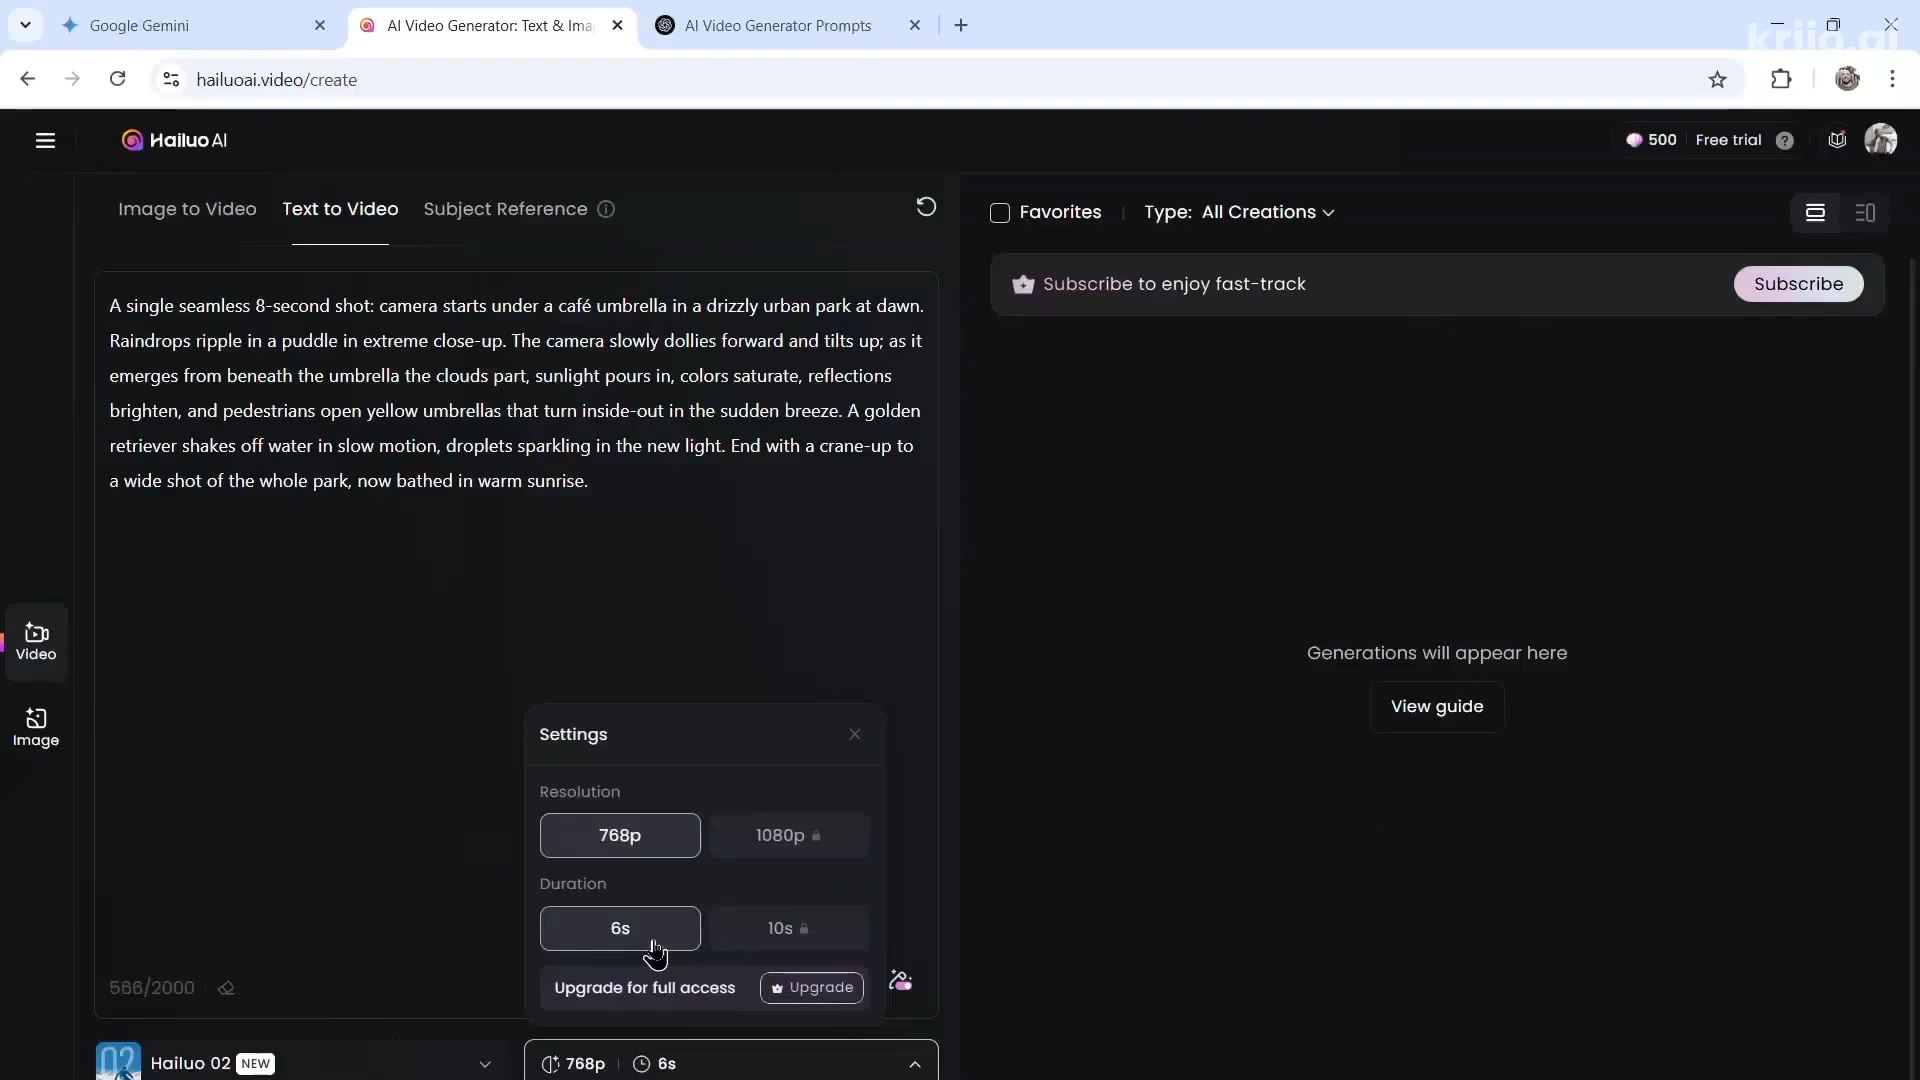 Google Gemini
AI Video Generator: Text & Ima
AI Video Generator Prompts
krijo.ai
hailuoai.video/create
Hailuo AI
500
Free trial
?
Image to Video
Text to Video
Subject Reference
Favorites
Type: All Creations
Subscribe to enjoy fast-track
Subscribe
A single seamless 8-second shot: camera starts under a café umbrella in a drizzly urban park at dawn.
Raindrops ripple in a puddle in extreme close-up. The camera slowly dollies forward and tilts up; as it
emerges from beneath the umbrella the clouds part, sunlight pours in, colors saturate, reflections
brighten, and pedestrians open yellow umbrellas that turn inside-out in the sudden breeze. A golden
retriever shakes off water in slow motion, droplets sparkling in the new light. End with a crane-up to
a wide shot of the whole park, now bathed in warm sunrise.
Video
Image
Generations will appear here
View guide
Settings
Resolution
768p
1080p
Duration
6s
10s
Upgrade for full access
Upgrade
566/2000
02
Hailuo 02
NEW
768p
6s